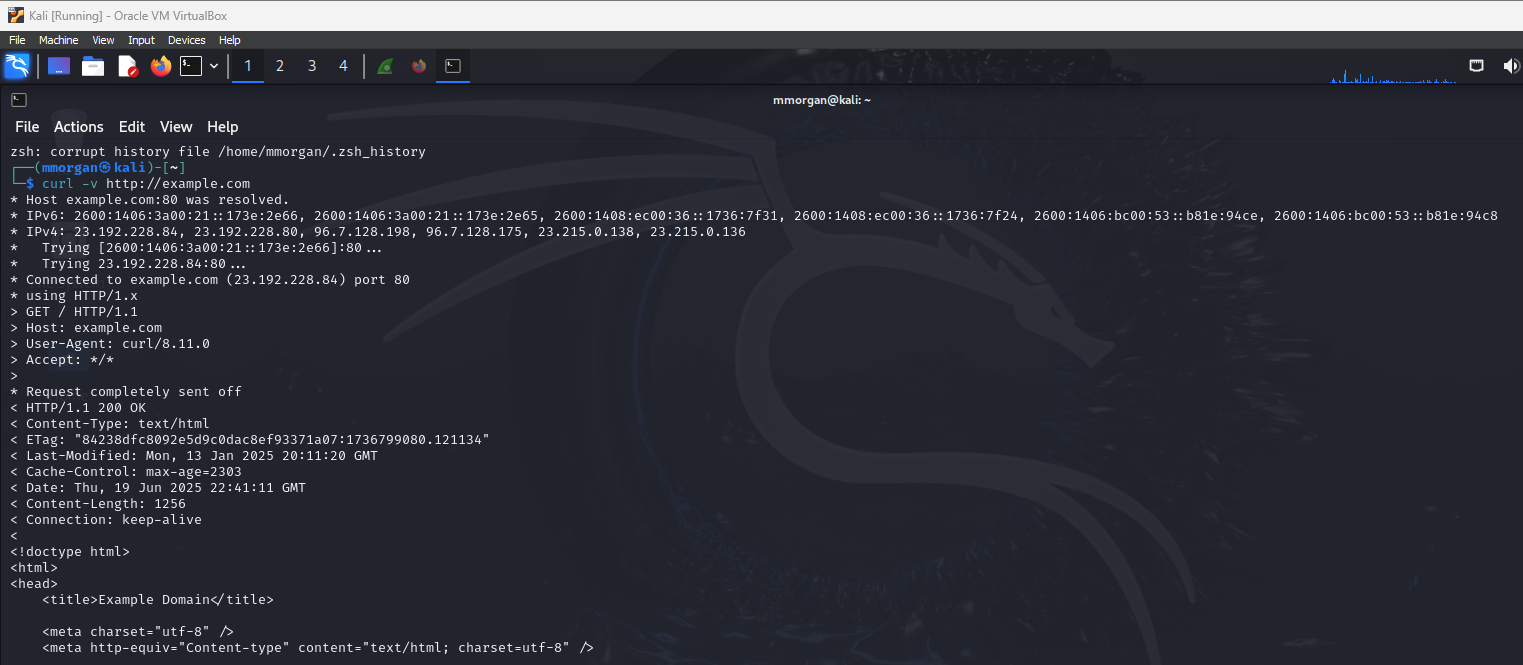 Kali [Running] - Oracle VM VirtualBox
File Machine View Input Devices Help
1 2 3 4
mmorgan@kali: ~
File Actions Edit View Help
zsh: corrupt history file /home/mmorgan/.zsh_history
┌──(mmorgan㉿kali)-[~]
└─$ curl -v http://example.com
* Host example.com:80 was resolved.
* IPv6: 2600:1406:3a00:21::173e:2e66, 2600:1406:3a00:21::173e:2e65, 2600:1408:ec00:36::1736:7f31, 2600:1408:ec00:36::1736:7f24, 2600:1406:bc00:53::b81e:94ce, 2600:1406:bc00:53::b81e:94c8
* IPv4: 23.192.228.84, 23.192.228.80, 96.7.128.198, 96.7.128.175, 23.215.0.138, 23.215.0.136
*   Trying [2600:1406:3a00:21::173e:2e66]:80...
*   Trying 23.192.228.84:80...
* Connected to example.com (23.192.228.84) port 80
* using HTTP/1.x
> GET / HTTP/1.1
> Host: example.com
> User-Agent: curl/8.11.0
> Accept: */*
>
* Request completely sent off
< HTTP/1.1 200 OK
< Content-Type: text/html
< ETag: "84238dfc8092e5d9c0dac8ef93371a07:1736799080.121134"
< Last-Modified: Mon, 13 Jan 2025 20:11:20 GMT
< Cache-Control: max-age=2303
< Date: Thu, 19 Jun 2025 22:41:11 GMT
< Content-Length: 1256
< Connection: keep-alive
<
<!doctype html>
<html>
<head>
    <title>Example Domain</title>
    <meta charset="utf-8" />
    <meta http-equiv="Content-type" content="text/html; charset=utf-8" />